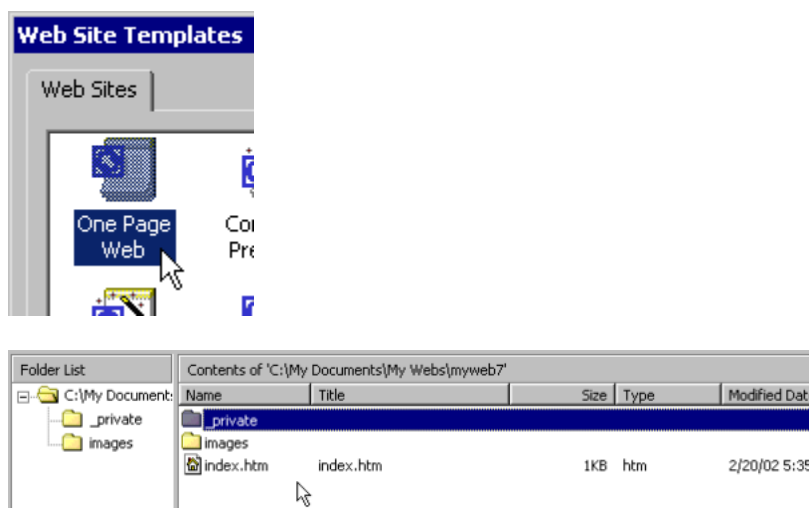 Web Site Templates
Web Sites
One Page
Web
Folder List
Contents of 'C:\My Documents\My Webs\myweb7'
C:\My Document
Name Title Size Type Modified Dat
_private
images
_private
images
index.htm index.htm 1KB htm 2/20/02 5:35